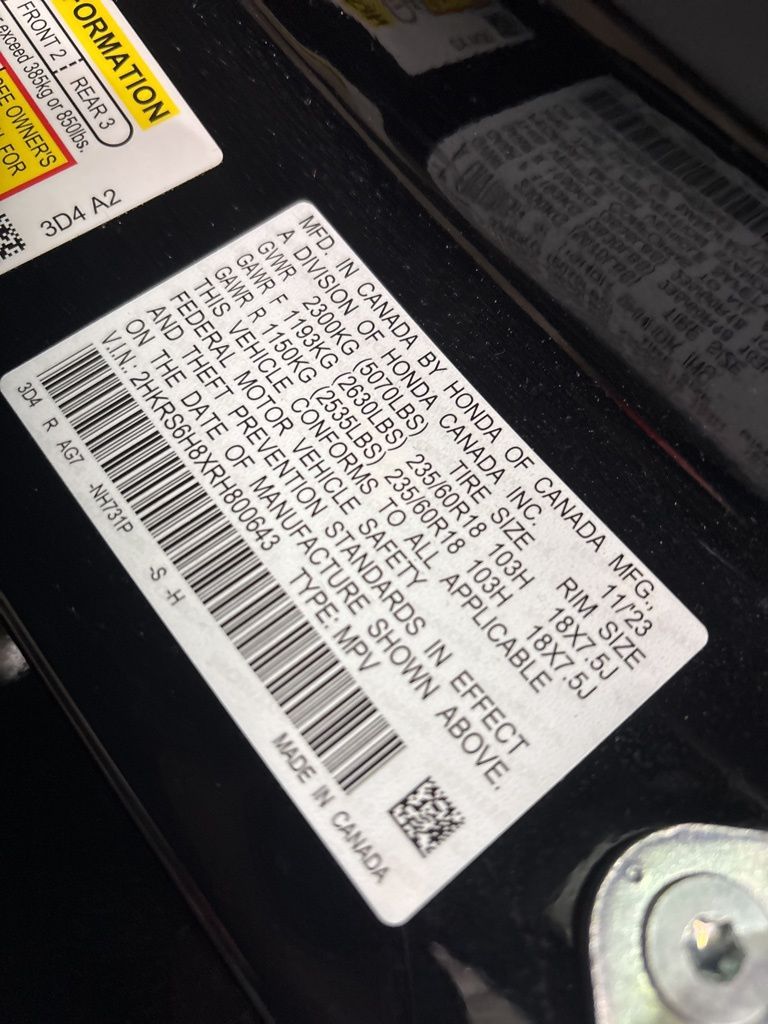 FORMATION
FRONT 2 | REAR 3
exceed 385kg or 850lbs.
SEE OWNER'S
FOR
3D4 A2
MFD. IN CANADA BY HONDA OF CANADA MFG.,
A DIVISION OF HONDA CANADA INC. 11/'23
GVWR 2300KG (5070LBS) TIRE SIZE RIM SIZE
GAWR F 1193KG (2630LBS) 235/60R18 103H 18X7.5J
GAWR R 1150KG (2535LBS) 235/60R18 103H 18X7.5J
THIS VEHICLE CONFORMS TO ALL APPLICABLE
FEDERAL MOTOR VEHICLE SAFETY
AND THEFT PREVENTION STANDARDS IN EFFECT
ON THE DATE OF MANUFACTURE SHOWN ABOVE.
V.I.N.: 2HKRS6H8XRH800643 TYPE: MPV
3D4 R AG7 -NH731P -S -H
MADE IN CANADA